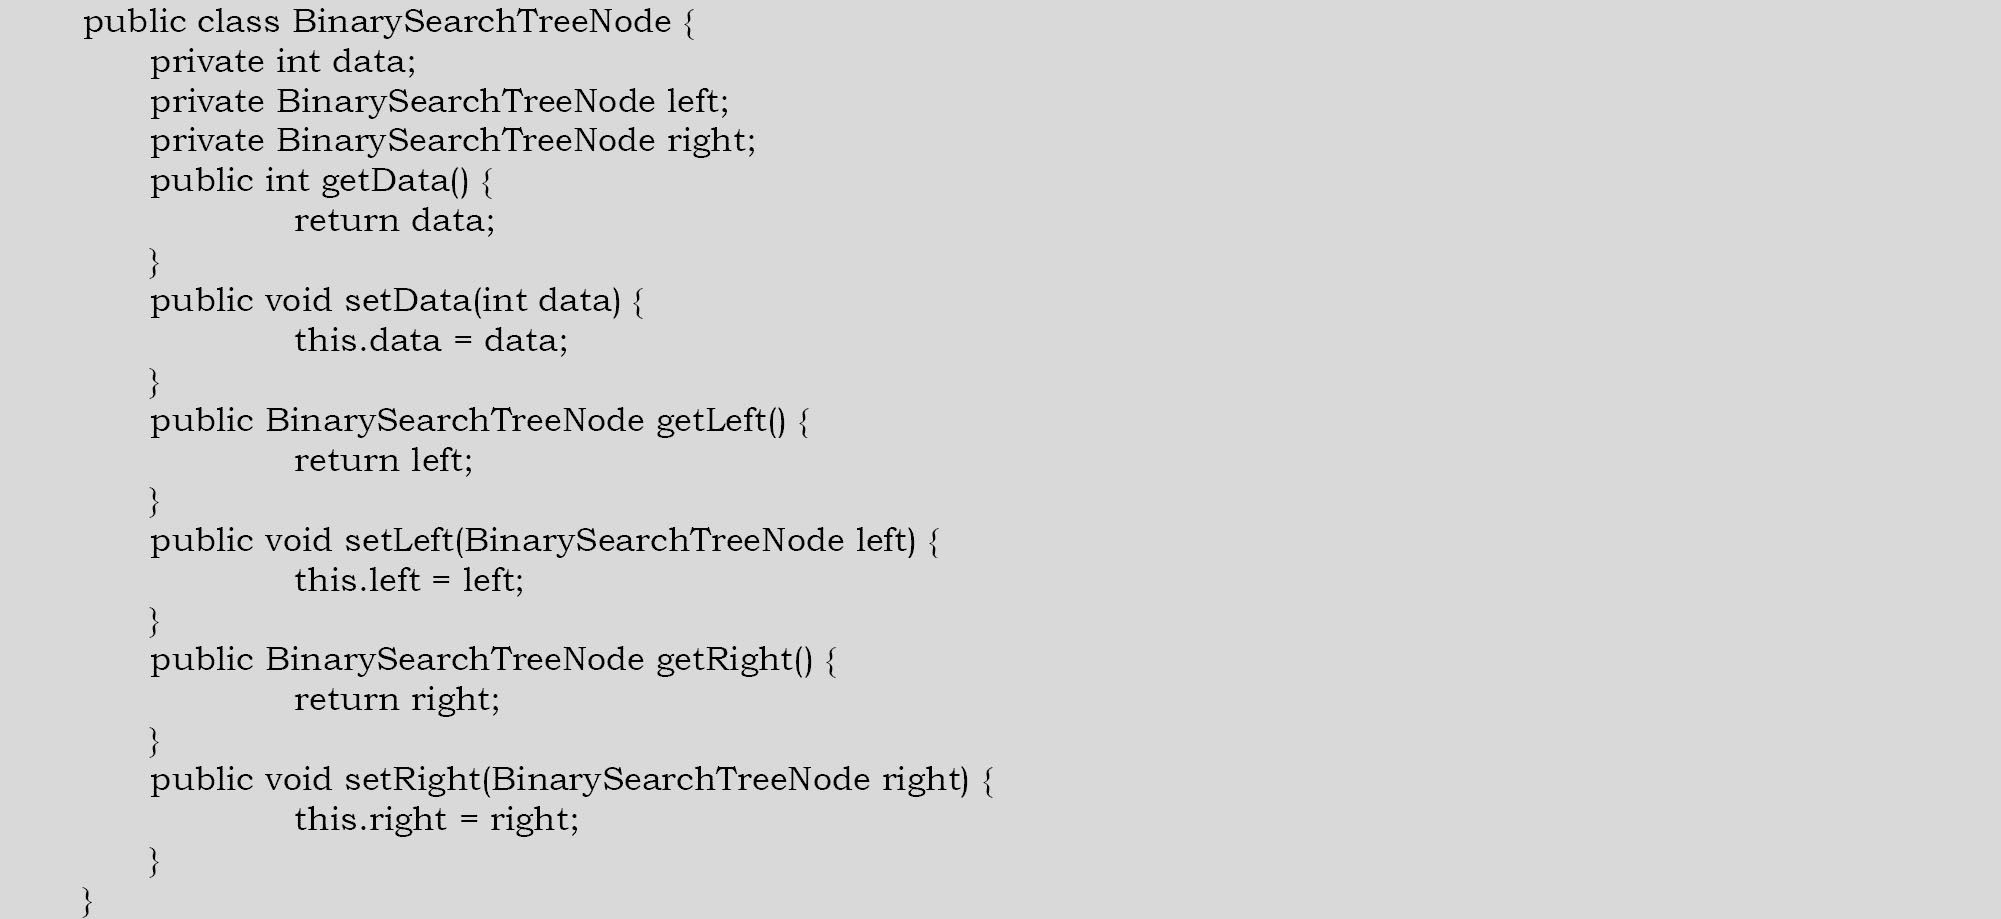 public class BinarySearchTreeNode {
private int data;
private BinarySearchTreeNode left;
private BinarySearchTreeNode right;
public int getData() {
return data;
}
public void setData(int data) {
this.data = data;
}
public BinarySearchTreeNode getLeft() {
return left;
}
public void setLeft(BinarySearchTreeNode left) {
this.left = left;
}
public BinarySearchTreeNode getRight() {
return right;
}
public void setRight(BinarySearchTreeNode right) {
this.right = right;
}
}